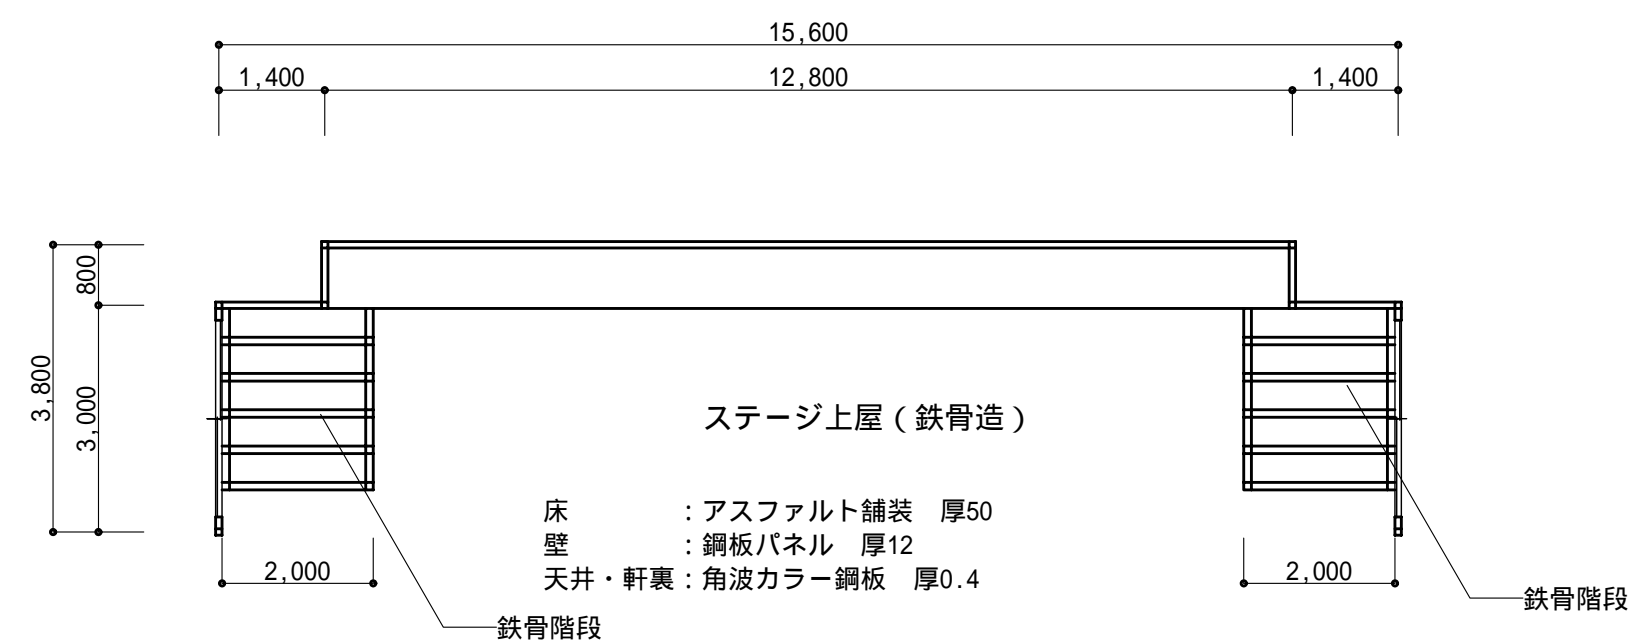 15,600
1,400
12,800
1,400
800
3,800
3,000
ステージ上屋(鉄骨造)
床　　　　:アスファルト舗装　厚50
壁　　　　:鋼板パネル　厚12
天井・軒裏:角波カラー鋼板　厚0.4
2,000
2,000
鉄骨階段
鉄骨階段